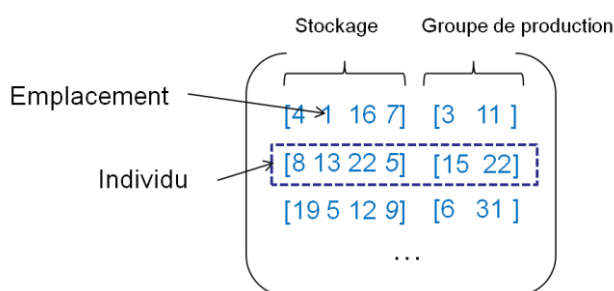 Stockage Groupe de production
Emplacement
[4 1 16 7] [3 11 ]
Individu
[8 13 22 5] [15 22]
[19 5 12 9] [6 31 ]
...